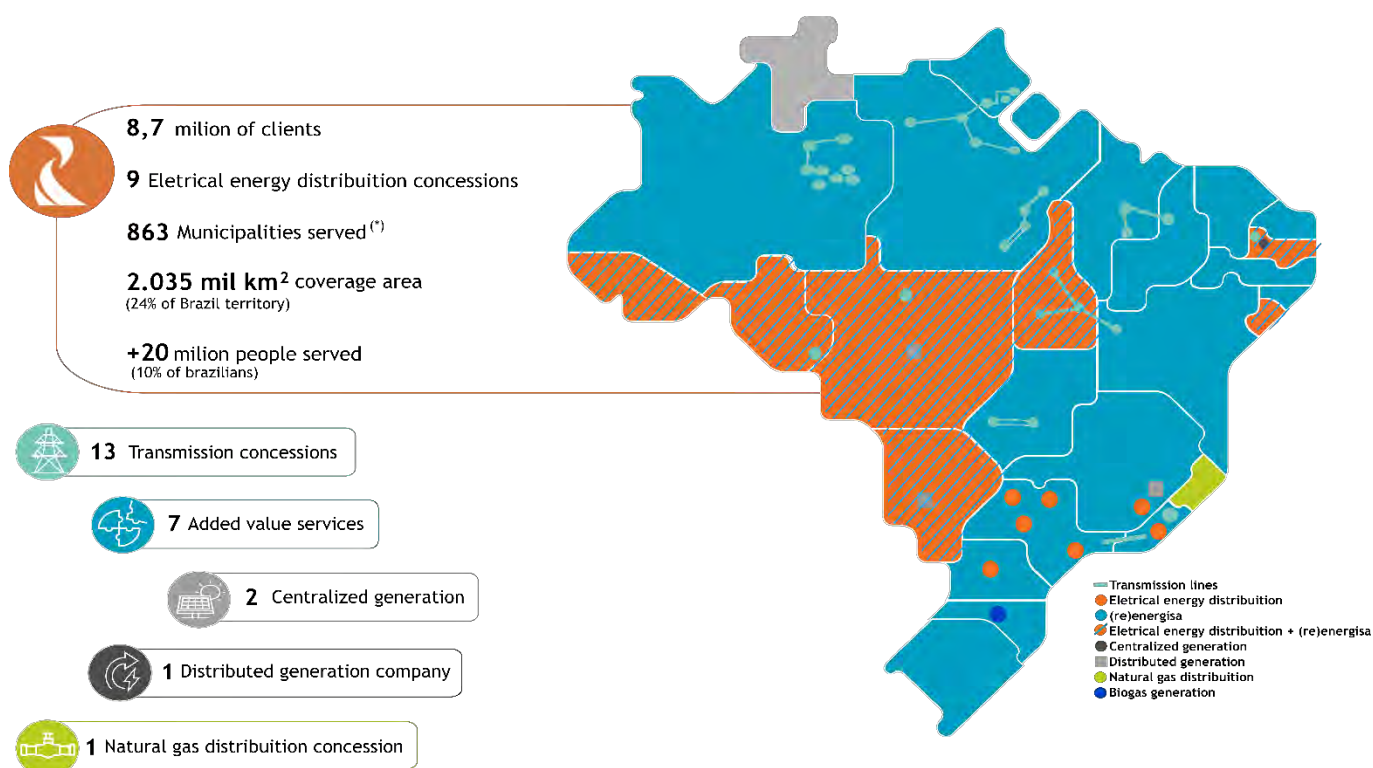 8,7 milion of clients
9 Eletrical energy distribuition concessions
863 Municipalities served(*)
2.035 mil km² coverage area
(24% of Brazil territory)
+20 milion people served
(10% of brazilians)
13 Transmission concessions
7 Added value services
2 Centralized generation
1 Distributed generation company
1 Natural gas distribuition concession
Transmission lines
Eletrical energy distribuition
(re)energisa
Eletrical energy distribuition + (re)energisa
Centralized generation
Distributed generation
Natural gas distribution
Biogas generation